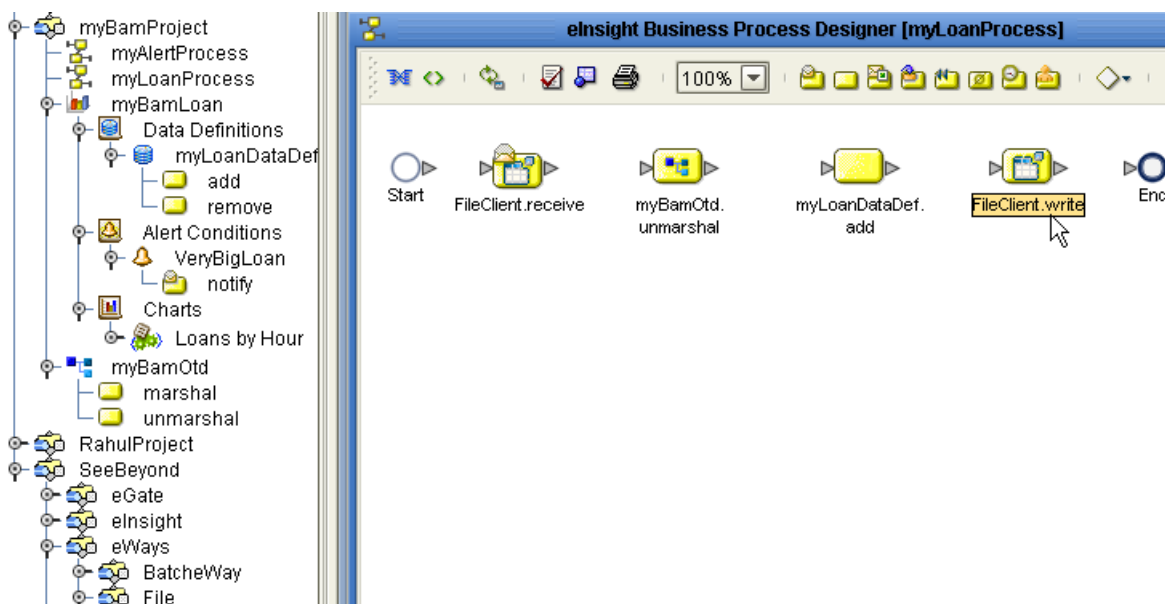 myBamProject
myAlertProcess
myLoanProcess
myBamLoan
Data Definitions
myLoanDataDef
add
remove
Alert Conditions
VeryBigLoan
notify
Charts
Loans by Hour
myBamOtd
marshal
unmarshal
RahulProject
SeeBeyond
eGate
eInsight
eWays
BatcheWay
File
eInsight Business Process Designer [myLoanProcess]
100%
Start
FileClient.receive
myBamOtd.
unmarshal
myLoanDataDef.
add
FileClient.write
End